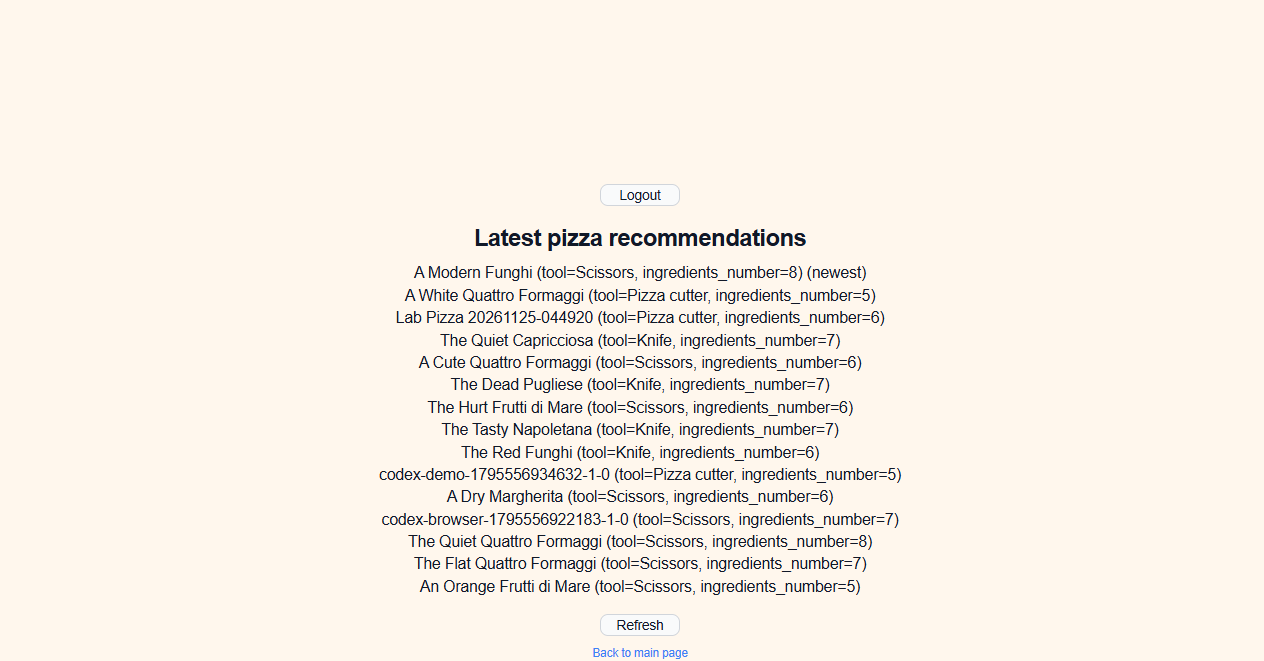 Logout
Latest pizza recommendations
A Modern Funghi (tool=Scissors, ingredients_number=8) (newest)
A White Quattro Formaggi (tool=Pizza cutter, ingredients_number=5)
Lab Pizza 20261125-044920 (tool=Pizza cutter, ingredients_number=6)
The Quiet Capricciosa (tool=Knife, ingredients_number=7)
A Cute Quattro Formaggi (tool=Scissors, ingredients_number=6)
The Dead Pugliese (tool=Knife, ingredients_number=7)
The Hurt Frutti di Mare (tool=Scissors, ingredients_number=6)
The Tasty Napoletana (tool=Knife, ingredients_number=7)
The Red Funghi (tool=Knife, ingredients_number=6)
codex-demo-1795556934632-1-0 (tool=Pizza cutter, ingredients_number=5)
A Dry Margherita (tool=Scissors, ingredients_number=6)
codex-browser-1795556922183-1-0 (tool=Scissors, ingredients_number=7)
The Quiet Quattro Formaggi (tool=Scissors, ingredients_number=8)
The Flat Quattro Formaggi (tool=Scissors, ingredients_number=7)
An Orange Frutti di Mare (tool=Scissors, ingredients_number=5)
Refresh
Back to main page